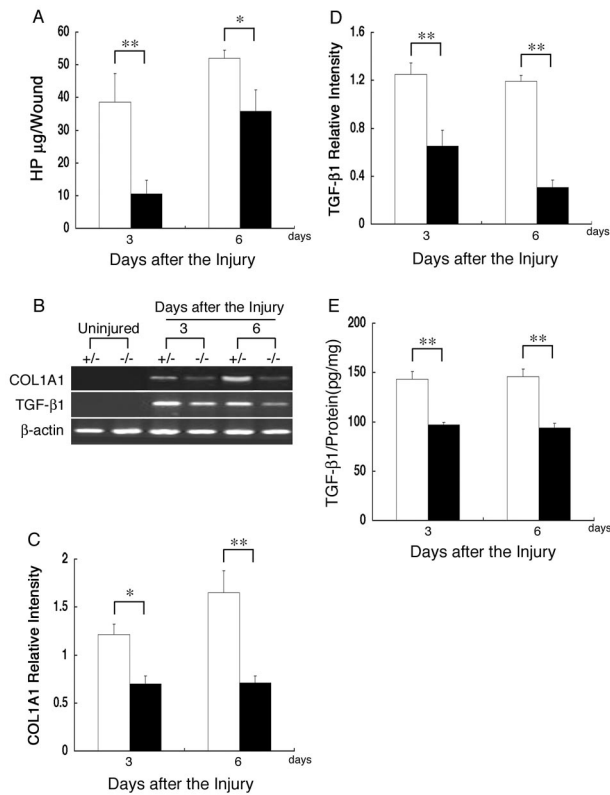 A
** *
60
50
40
30
20
10
0
HP μg/Wound
3 6 days
Days after the Injury
B
Days after the Injury
Uninjured 3 6
+/- -/- +/- -/- +/- -/-
COL1A1
TGF-β1
β-actin
C
* **
2
1.5
1
0.5
0
COL1A1 Relative Intensity
3 6 days
Days after the Injury
D
** **
1.6
1.2
0.8
0.4
0
TGF-β1 Relative Intensity
3 6 days
Days after the Injury
E
** **
200
150
100
50
0
TGF-β1/Protein(pg/mg)
3 6 days
Days after the Injury